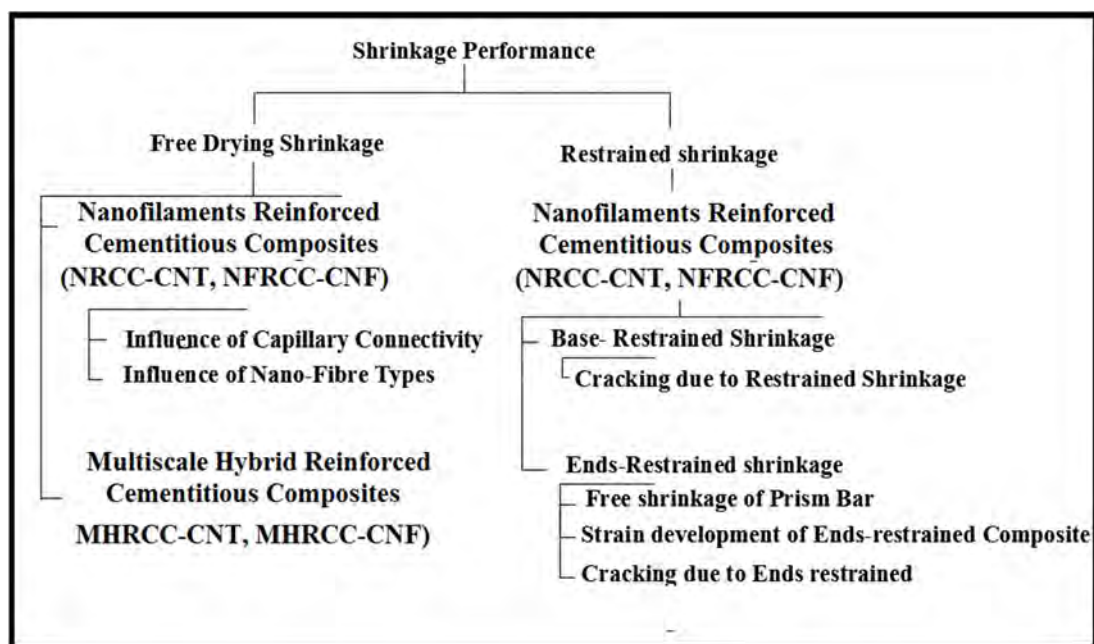 Shrinkage Performance
Free Drying Shrinkage
Nanofilaments Reinforced
Cementitious Composites
(NRCC-CNT, NFRCC-CNF)
Influence of Capillary Connectivity
Influence of Nano-Fibre Types
Multiscale Hybrid Reinforced
Cementitious Composites
MHRCC-CNT, MHRCC-CNF)
Restrained shrinkage
Nanofilaments Reinforced
Cementitious Composites
(NRCC-CNT, NFRCC-CNF)
Base- Restrained Shrinkage
Cracking due to Restrained Shrinkage
Ends-Restrained shrinkage
Free shrinkage of Prism Bar
Strain development of Ends-restrained Composite
Cracking due to Ends restrained